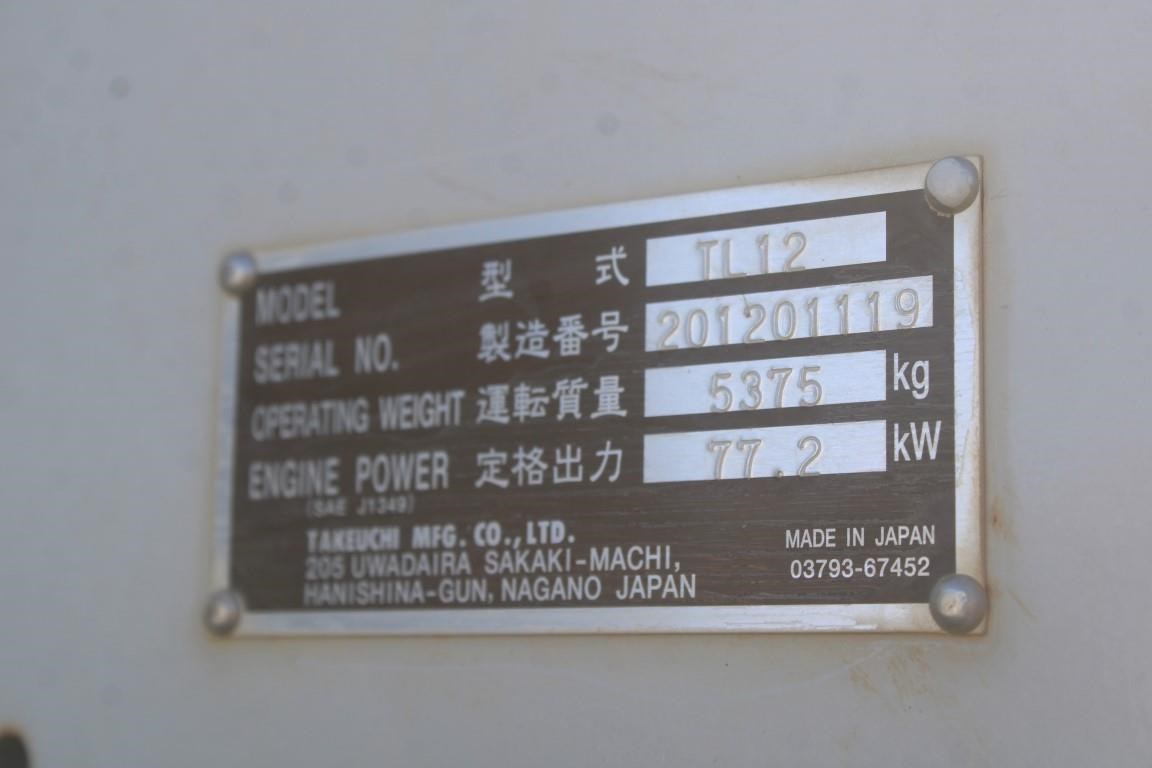 MODEL 型式 TL12
SERIAL NO. 製造番号 201201119
OPERATING WEIGHT 運転質量 5375 kg
ENGINE POWER 定格出力 77.2 kW
(SAE J1349)
TAKEUCHI MFG. CO., LTD.
205 UWADAIRA SAKAKI-MACHI,
HANISHINA-GUN, NAGANO JAPAN
MADE IN JAPAN
03793-67452